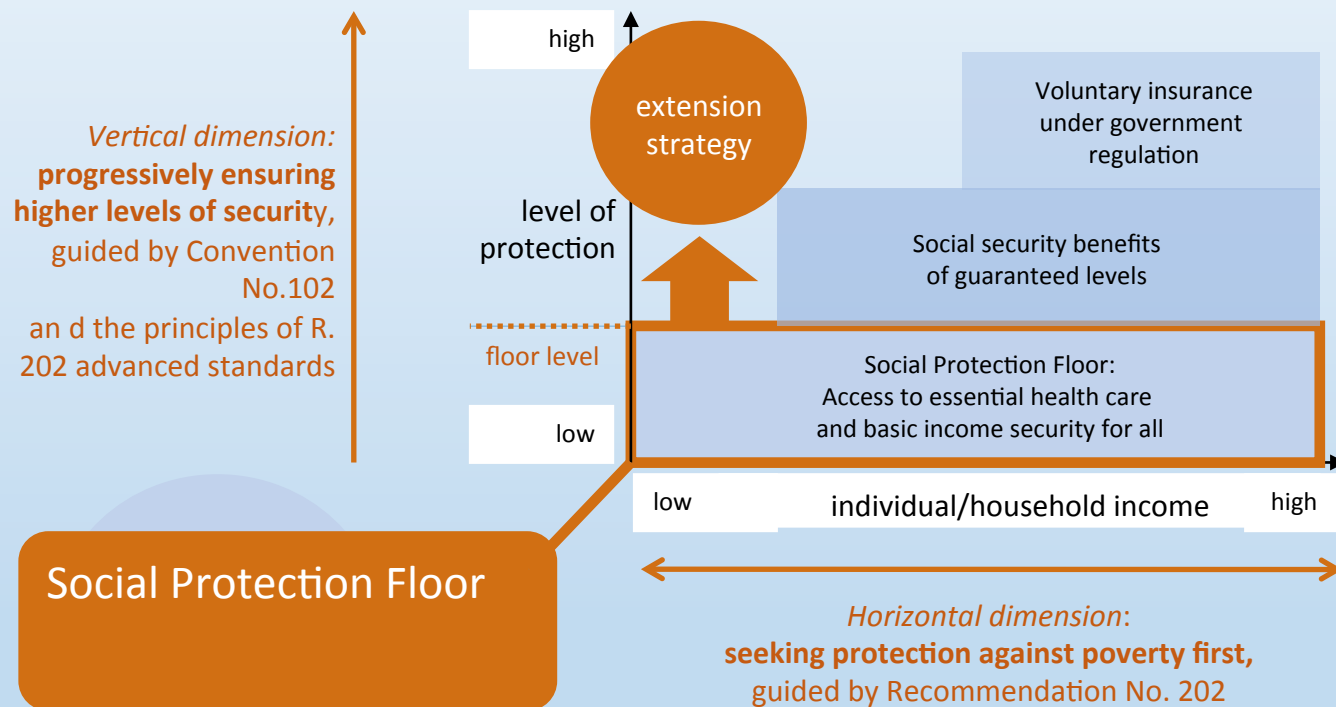 Vertical dimension:
progressively ensuring
higher levels of security,
guided by Convention
No.102
an d the principles of R.
202 advanced standards
high
level of
protection
floor level
low
extension
strategy
Voluntary insurance
under government
regulation
Social security benefits
of guaranteed levels
Social Protection Floor:
Access to essential health care
and basic income security for all
low
individual/household income
high
Social Protection Floor
Horizontal dimension:
seeking protection against poverty first,
guided by Recommendation No. 202